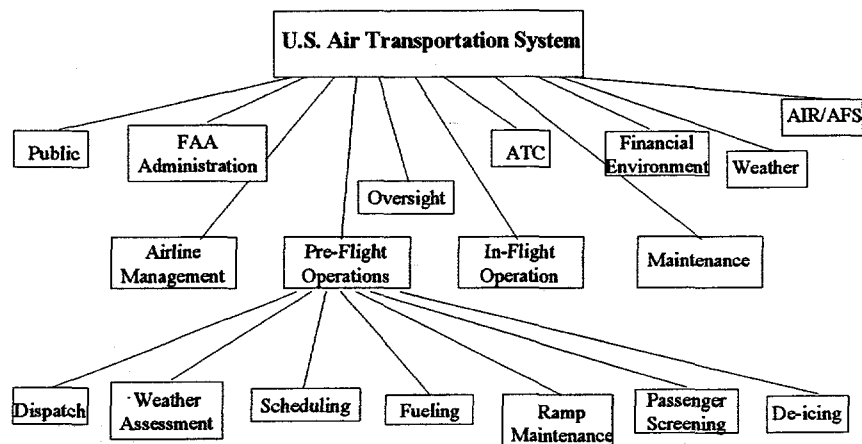 U.S. Air Transportation System
AIR/AFS
Public
FAA
Administration
ATC
Financial
Environment
Weather
Oversight
Airline
Management
Pre-Flight
Operations
In-Flight
Operation
Maintenance
Dispatch
Weather
Assessment
Scheduling
Fueling
Ramp
Maintenance
Passenger
Screening
De-icing